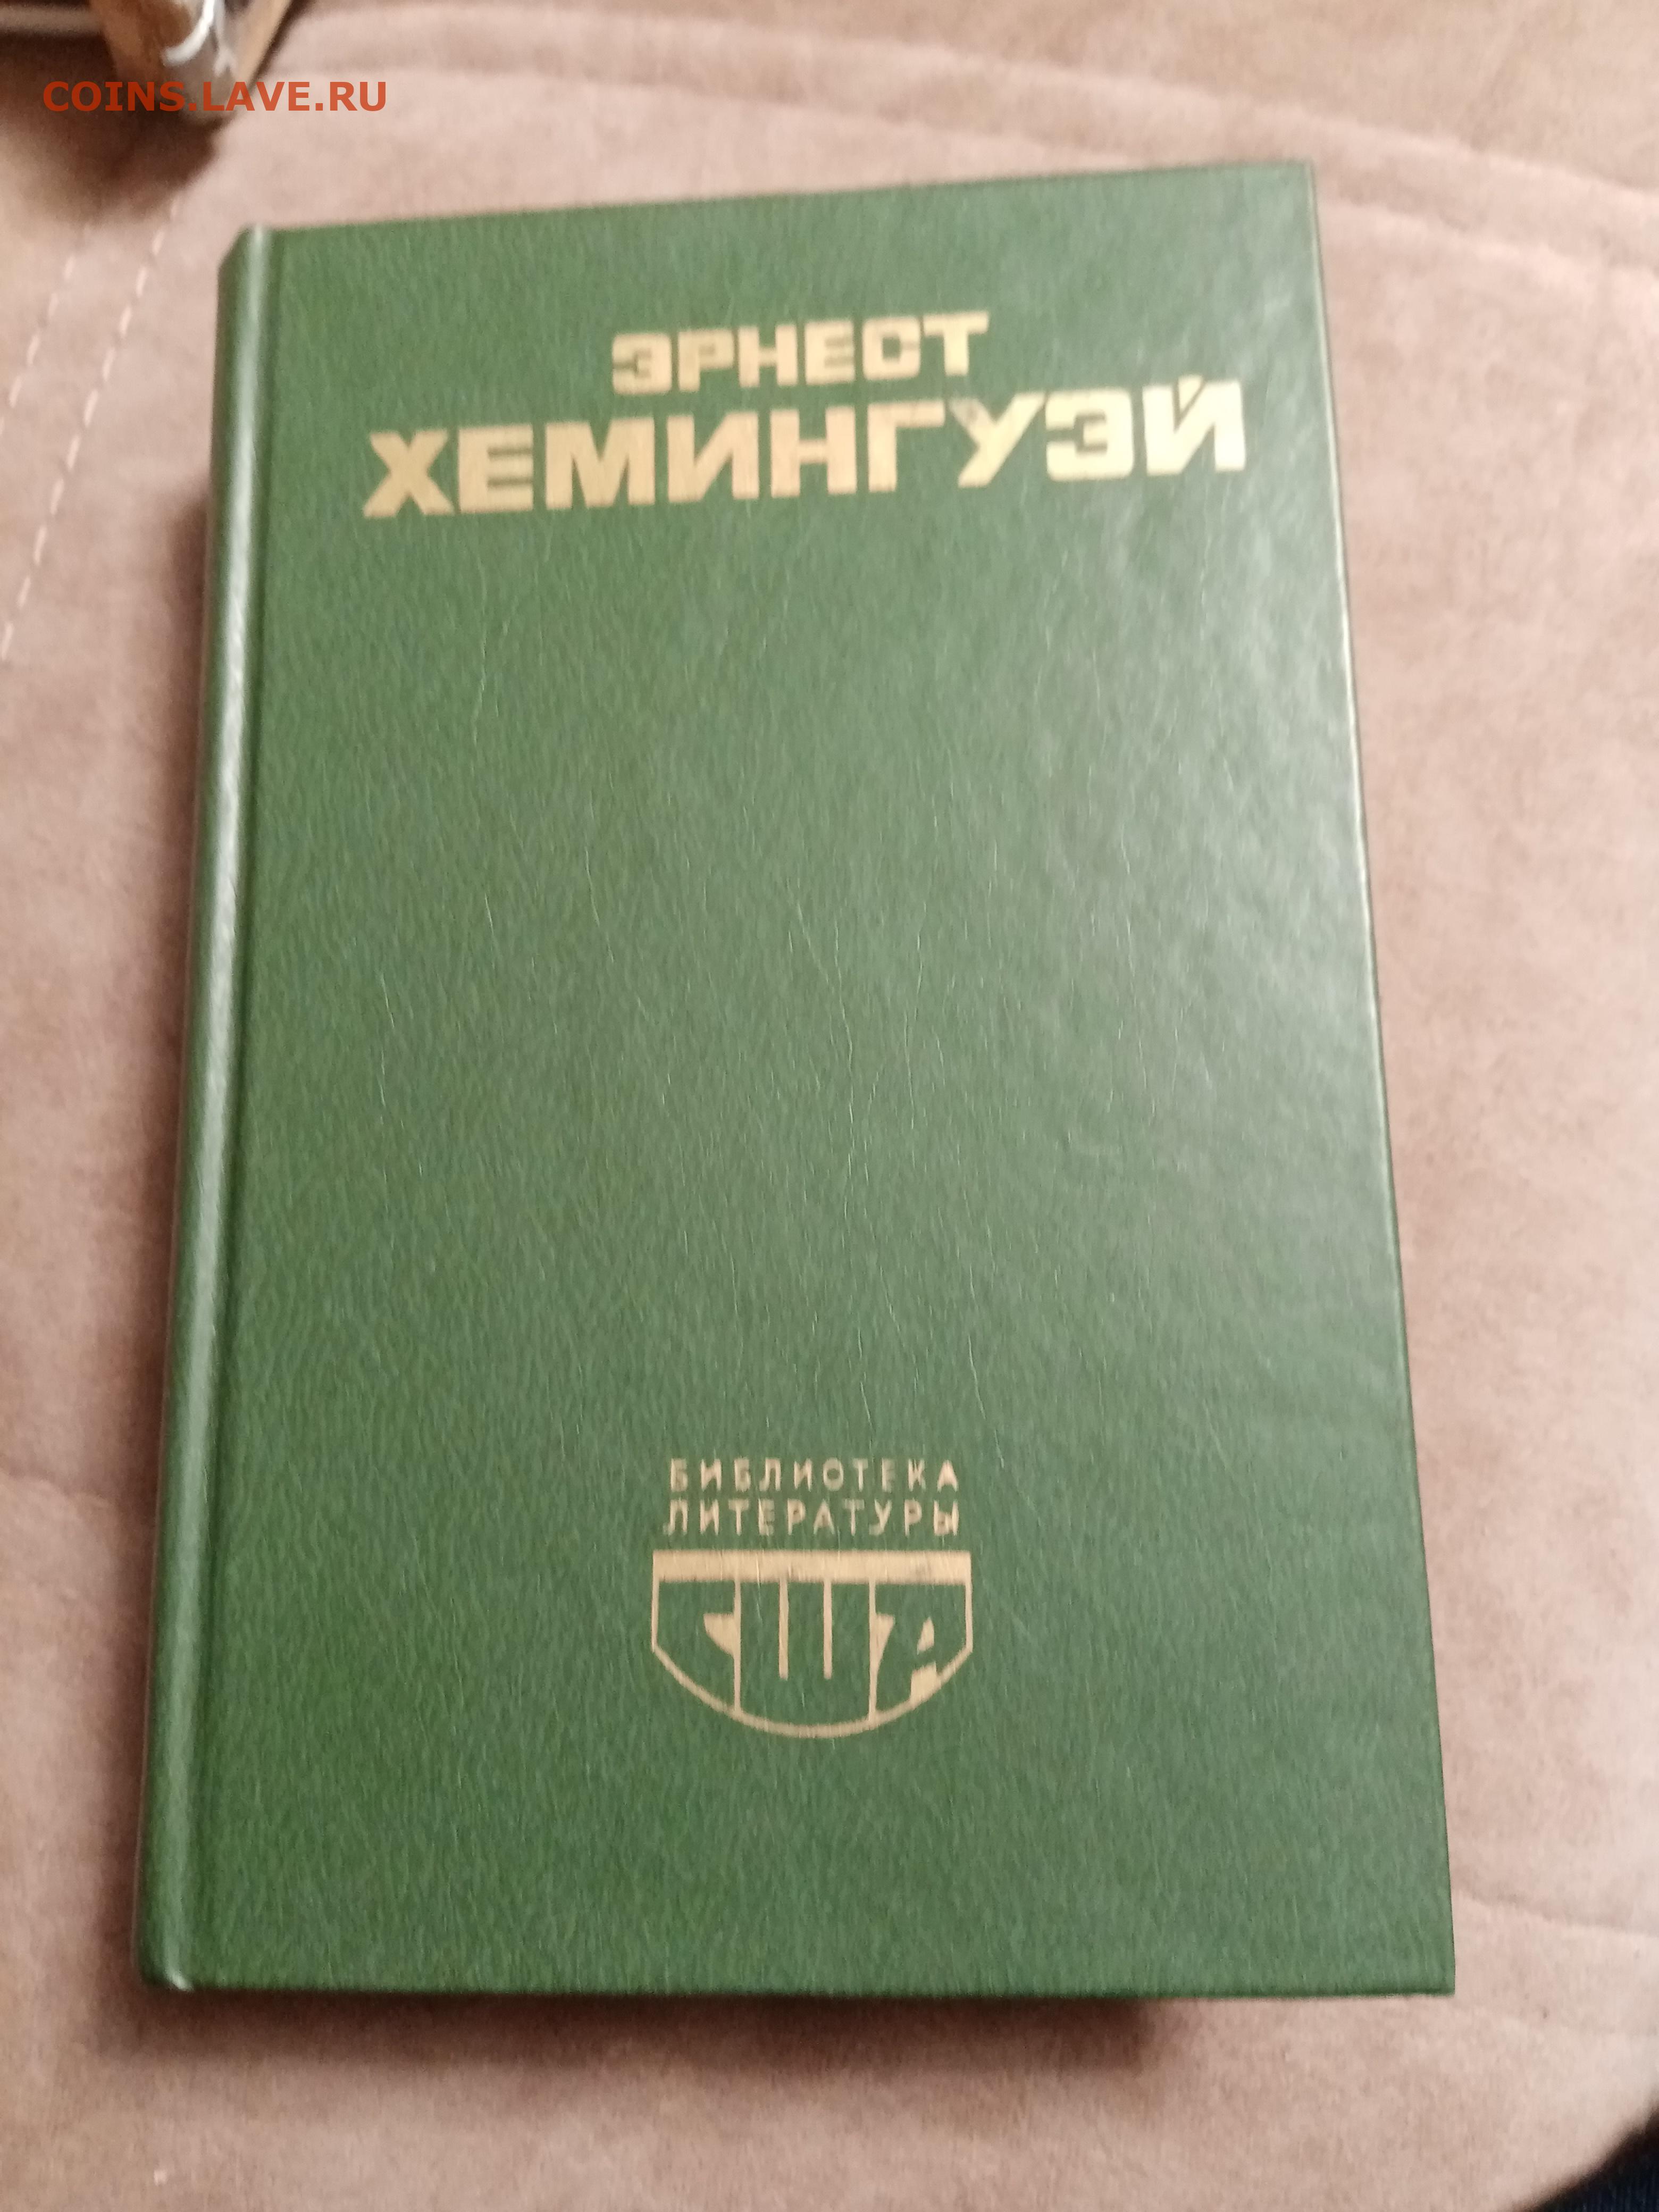 COINS.LAVE.RU
ЭРНЕСТ
ХЕМИНГУЭЙ
БИБЛИОТЕКА
ЛИТЕРАТУРЫ
США